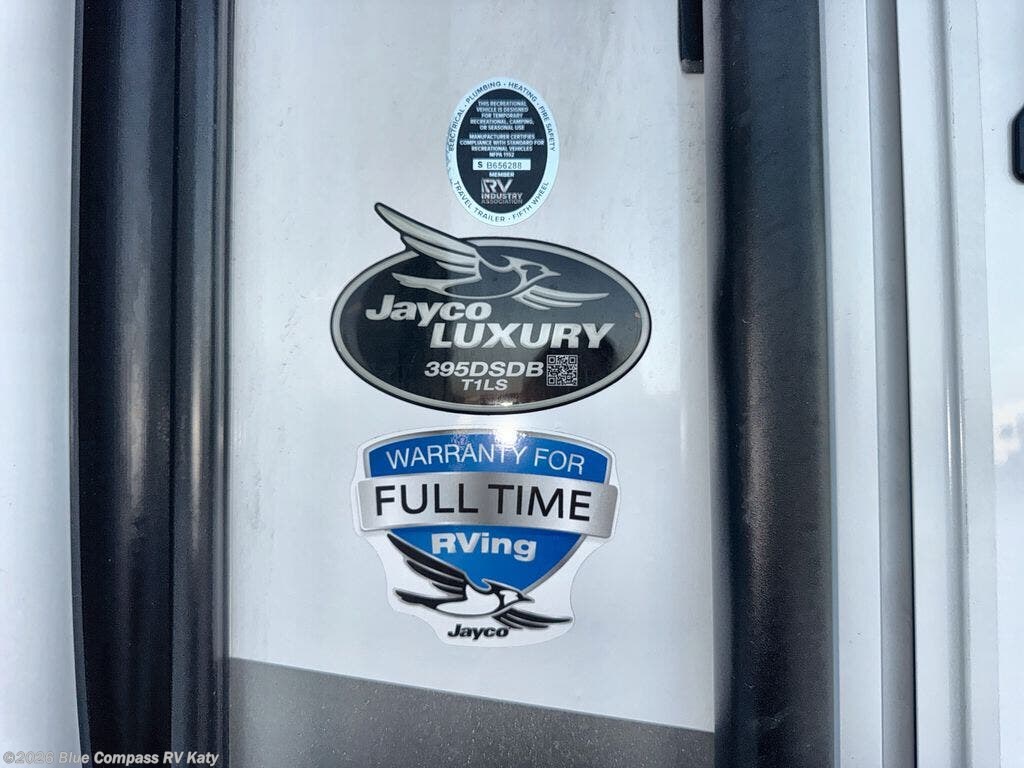 ELECTRICAL · PLUMBING · HEATING · FIRE SAFETY
THIS RECREATIONAL
VEHICLE IS DESIGNED
FOR TEMPORARY
RECREATIONAL, CAMPING,
OR SEASONAL USE
MANUFACTURER CERTIFIES
COMPLIANCE WITH STANDARD FOR
RECREATIONAL VEHICLES
NFPA 1192
S B656288
MEMBER
RV
INDUSTRY
ASSOCIATION
TRAVEL TRAILER · FIFTH WHEEL
Jayco
LUXURY
395DSDB
T1LS
WARRANTY FOR
FULL TIME
RVing
Jayco
©2026 Blue Compass RV Katy